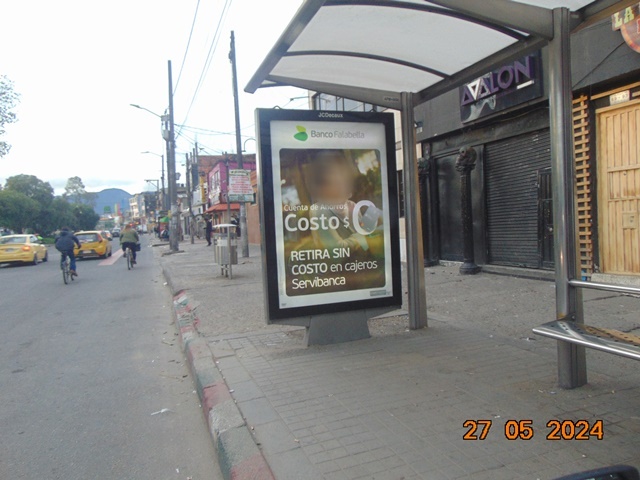 JCDecaux
Banco Falabella
Cuenta de Ahorros
Costo $0
RETIRA SIN
COSTO en cajeros
Servibanca
AVALON
27 05 2024